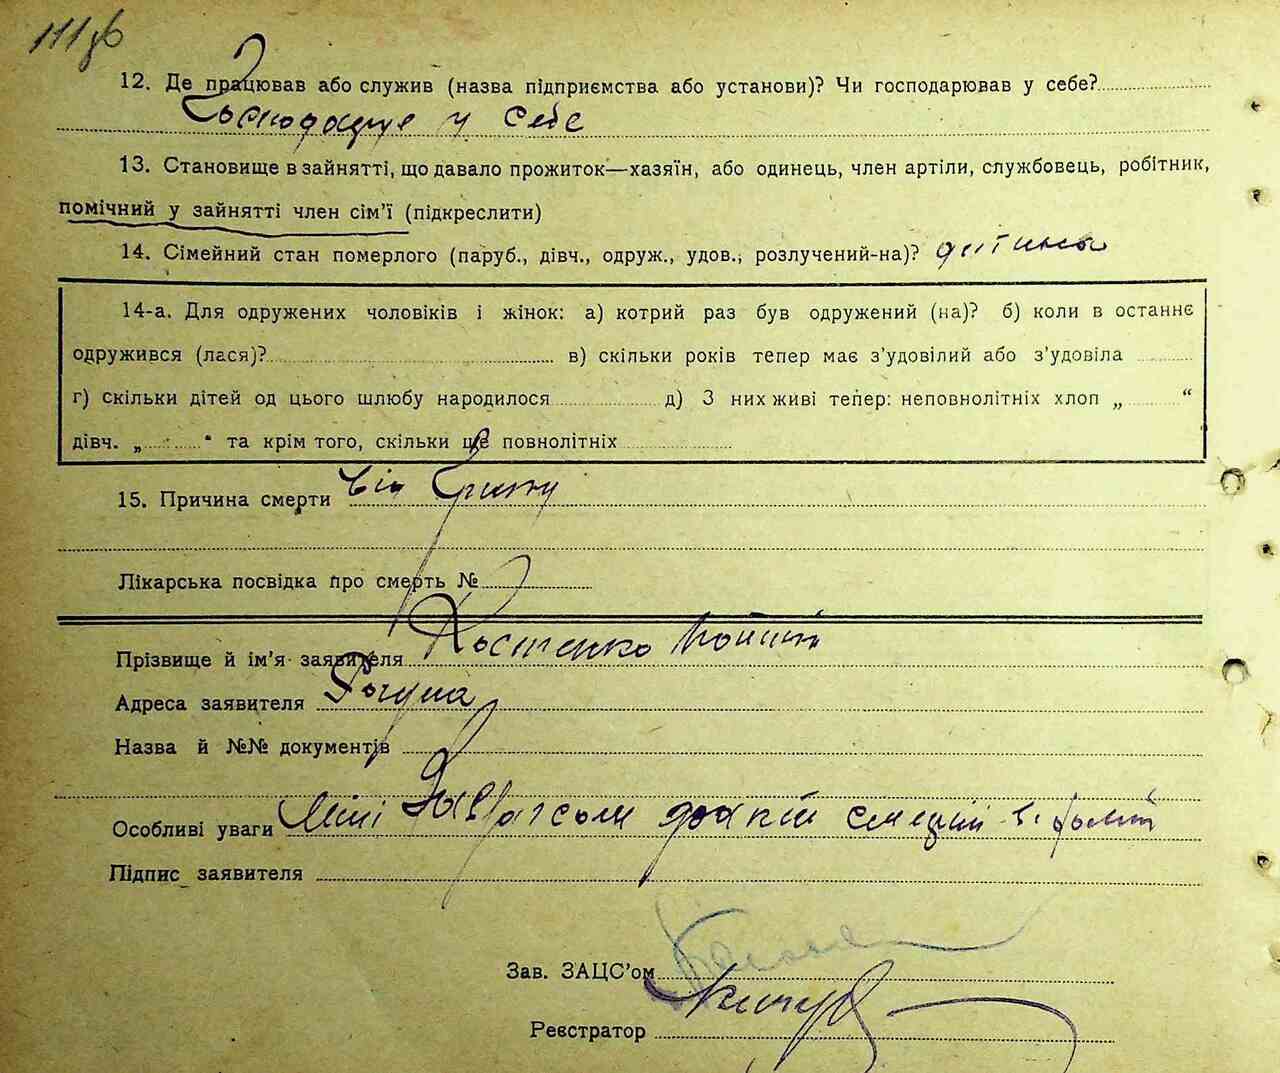 12. Де працював або служив (назва підприємства або установи)? Чи господарював у себе?
Господарює у себе
13. Становище в зайнятті, що давало прожиток—хазяїн, або одинець, член артіли, службовець, робітник,
помічний у зайнятті член сім'ї (підкреслити)
14. Сімейний стан померлого (паруб., дівч., одруж., удов., розлучений-на)? дитина
14-а. Для одружених чоловіків і жінок: а) котрий раз був одружений (на)? б) коли в останнє
одружився (лася)? в) скільки років тепер має з'удовілий або з'удовіла
г) скільки дітей од цього шлюбу народилося д) З них живі тепер: неповнолітніх хлоп „ “
дівч. „ “ та крім того, скільки ще повнолітніх
15. Причина смерти від
Лікарська посвідка про смерть №
Прізвище й ім'я заявителя Костенко
Адреса заявителя
Назва й №№ документів
Особливі уваги
Підпис заявителя
Зав. ЗАЦС'ом
Реєстратор